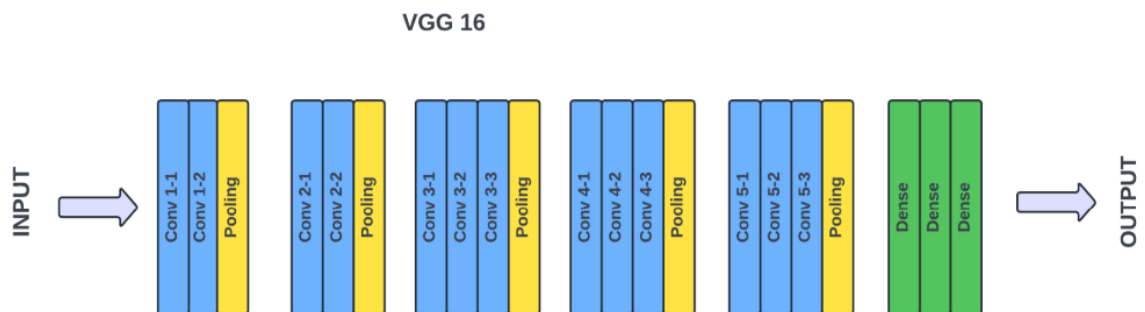 VGG 16
INPUT
Conv 1-1
Conv 1-2
Pooling
Conv 2-1
Conv 2-2
Pooling
Conv 3-1
Conv 3-2
Conv 3-3
Pooling
Conv 4-1
Conv 4-2
Conv 4-3
Pooling
Conv 5-1
Conv 5-2
Conv 5-3
Pooling
Dense
Dense
Dense
OUTPUT